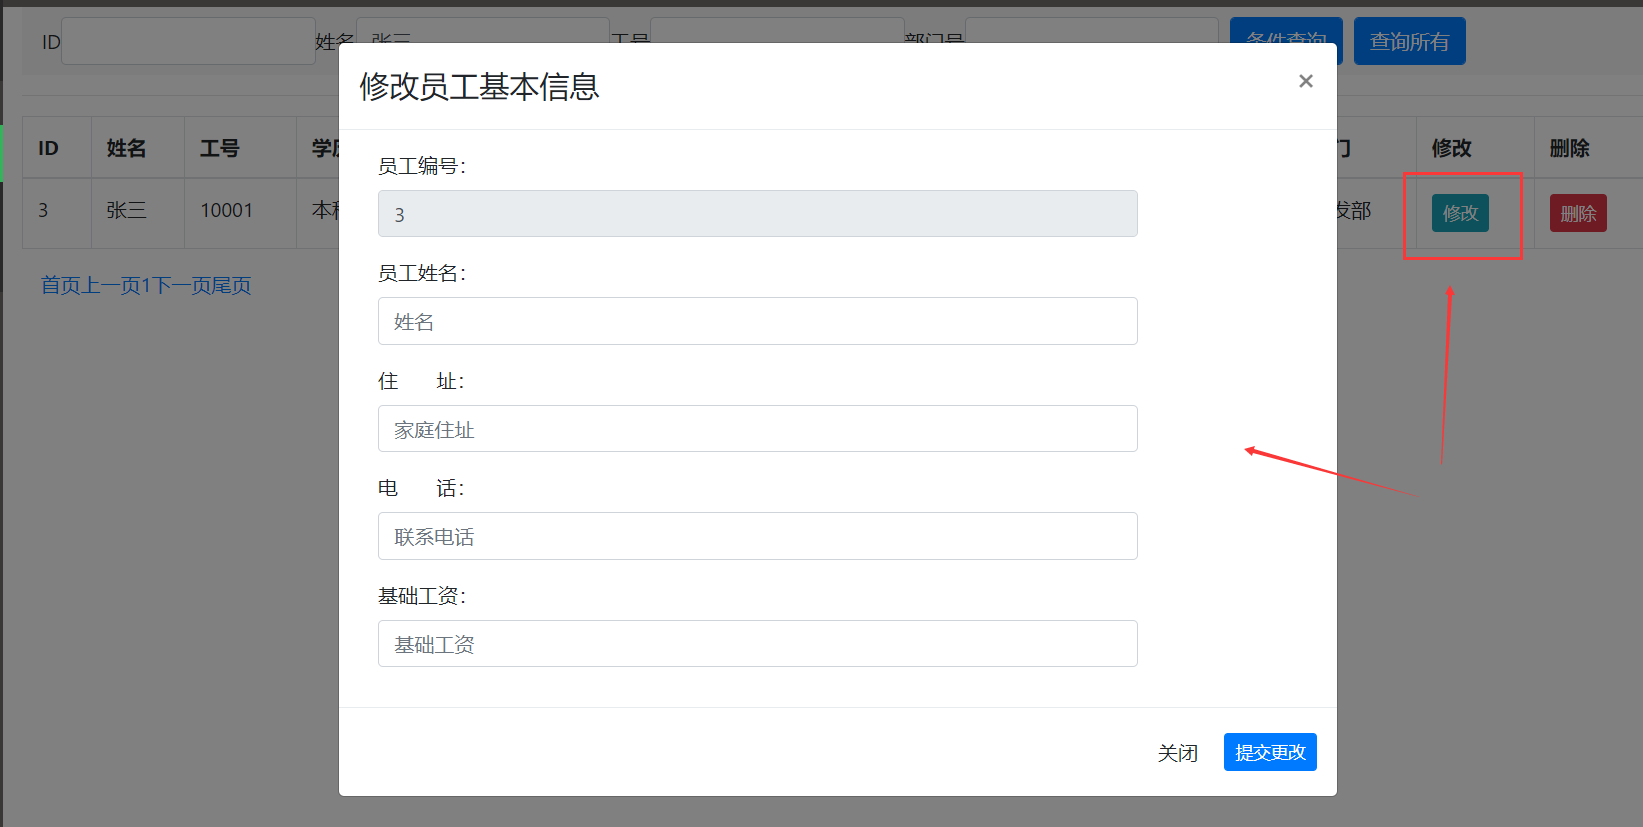 ID 姓名 张三 工号 部门号 条件查询 查询所有
修改员工基本信息 ×
ID 姓名 工号 学历 门 修改 删除
员工编号：
3 张三 10001 本科 3 发部 修改 删除
员工姓名：
首页上一页1下一页尾页
姓名
住 址：
家庭住址
电 话：
联系电话
基础工资：
基础工资
关闭 提交更改